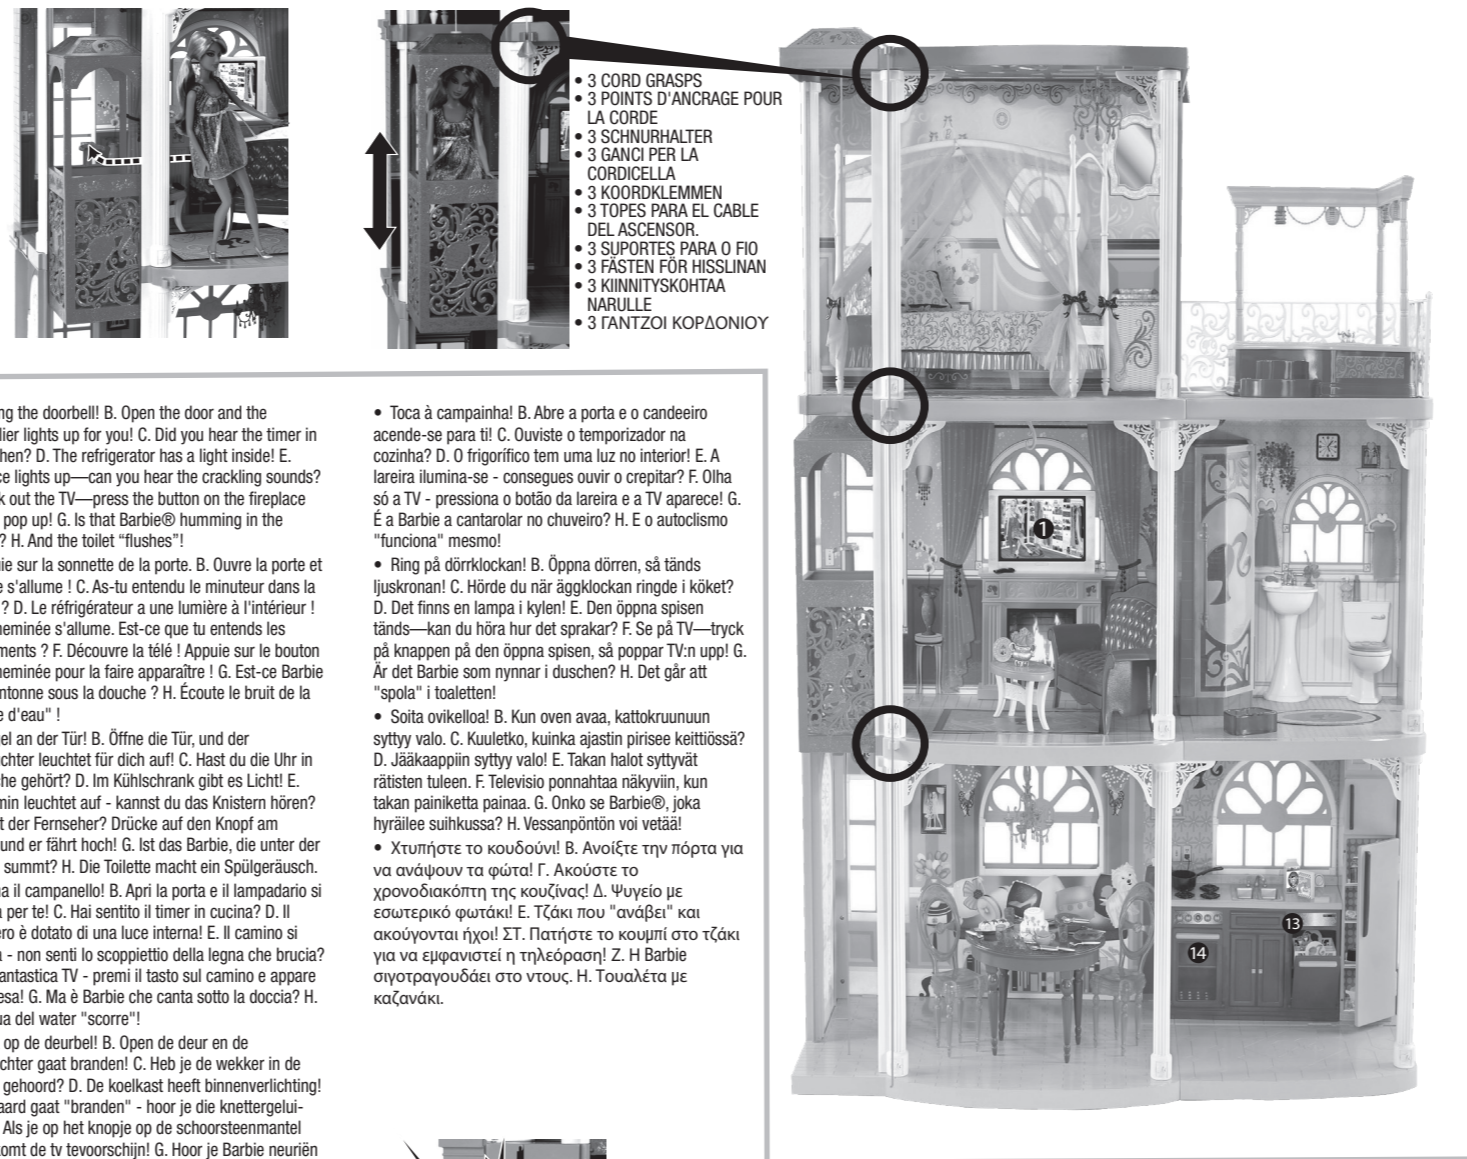 • 3 CORD GRASPS
• 3 POINTS D'ANCRAGE POUR
LA CORDE
• 3 SCHNURHALTER
• 3 GANCI PER LA
CORDICELLA
• 3 KOORDKLEMMEN
• 3 TOPES PARA EL CABLE
DEL ASCENSOR.
• 3 SUPORTES PARA O FIO
• 3 FÄSTEN FÖR HISSLINAN
• 3 KIINNITYSKOHTAA
NARULLE
• 3 ΓΑΝΤΖΟΙ ΚΟΡΔΟΝΙΟΥ
ng the doorbell! B. Open the door and the
lier lights up for you! C. Did you hear the timer in
hen? D. The refrigerator has a light inside! E.
ce lights up—can you hear the crackling sounds?
k out the TV—press the button on the fireplace
pop up! G. Is that Barbie® humming in the
? H. And the toilet “flushes”!
ie sur la sonnette de la porte. B. Ouvre la porte et
e s'allume ! C. As-tu entendu le minuteur dans la
? D. Le réfrigérateur a une lumière à l'intérieur !
heminée s'allume. Est-ce que tu entends les
ments ? F. Découvre la télé ! Appuie sur le bouton
heminée pour la faire apparaître ! G. Est-ce Barbie
ntonne sous la douche ? H. Écoute le bruit de la
e d'eau" !
gel an der Tür! B. Öffne die Tür, und der
chter leuchtet für dich auf! C. Hast du die Uhr in
che gehört? D. Im Kühlschrank gibt es Licht! E.
min leuchtet auf - kannst du das Knistern hören?
t der Fernseher? Drücke auf den Knopf am
und er fährt hoch! G. Ist das Barbie, die unter der
summt? H. Die Toilette macht ein Spülgeräusch.
na il campanello! B. Apri la porta e il lampadario si
a per te! C. Hai sentito il timer in cucina? D. Il
ero è dotato di una luce interna! E. Il camino si
a - non senti lo scoppiettio della legna che brucia?
antastica TV - premi il tasto sul camino e appare
esa! G. Ma è Barbie che canta sotto la doccia? H.
ua del water "scorre"!
op de deurbel! B. Open de deur en de
chter gaat branden! C. Heb je de wekker in de
gehoord? D. De koelkast heeft binnenverlichting!
aard gaat "branden" - hoor je die knettergelui-
Als je op het knopje op de schoorsteenmantel
komt de tv tevoorschijn! G. Hoor je Barbie neuriën
• Toca à campainha! B. Abre a porta e o candeeiro
acende-se para ti! C. Ouviste o temporizador na
cozinha? D. O frigorífico tem uma luz no interior! E. A
lareira ilumina-se - consegues ouvir o crepitar? F. Olha
só a TV - pressiona o botão da lareira e a TV aparece! G.
É a Barbie a cantarolar no chuveiro? H. E o autoclismo
"funciona" mesmo!
• Ring på dörrklockan! B. Öppna dörren, så tänds
ljuskronan! C. Hörde du när äggklockan ringde i köket?
D. Det finns en lampa i kylen! E. Den öppna spisen
tänds—kan du höra hur det sprakar? F. Se på TV—tryck
på knappen på den öppna spisen, så poppar TV:n upp! G.
Är det Barbie som nynnar i duschen? H. Det går att
"spola" i toaletten!
• Soita ovikelloa! B. Kun oven avaa, kattokruunuun
syttyy valo. C. Kuuletko, kuinka ajastin pirisee keittiössä?
D. Jääkaappiin syttyy valo! E. Takan halot syttyvät
rätisten tuleen. F. Televisio ponnahtaa näkyviin, kun
takan painiketta painaa. G. Onko se Barbie®, joka
hyräilee suihkussa? H. Vessanpöntön voi vetää!
• Χτυπήστε το κουδούνι! Β. Ανοίξτε την πόρτα για
να ανάψουν τα φώτα! Γ. Ακούστε το
χρονοδιακόπτη της κουζίνας! Δ. Ψυγείο με
εσωτερικό φωτάκι! Ε. Τζάκι που "ανάβει" και
ακούγονται ήχοι! ΣΤ. Πατήστε το κουμπί στο τζάκι
για να εμφανιστεί η τηλεόραση! Ζ. Η Barbie
σιγοτραγουδάει στο ντους. Η. Τουαλέτα με
καζανάκι.
1
13
14